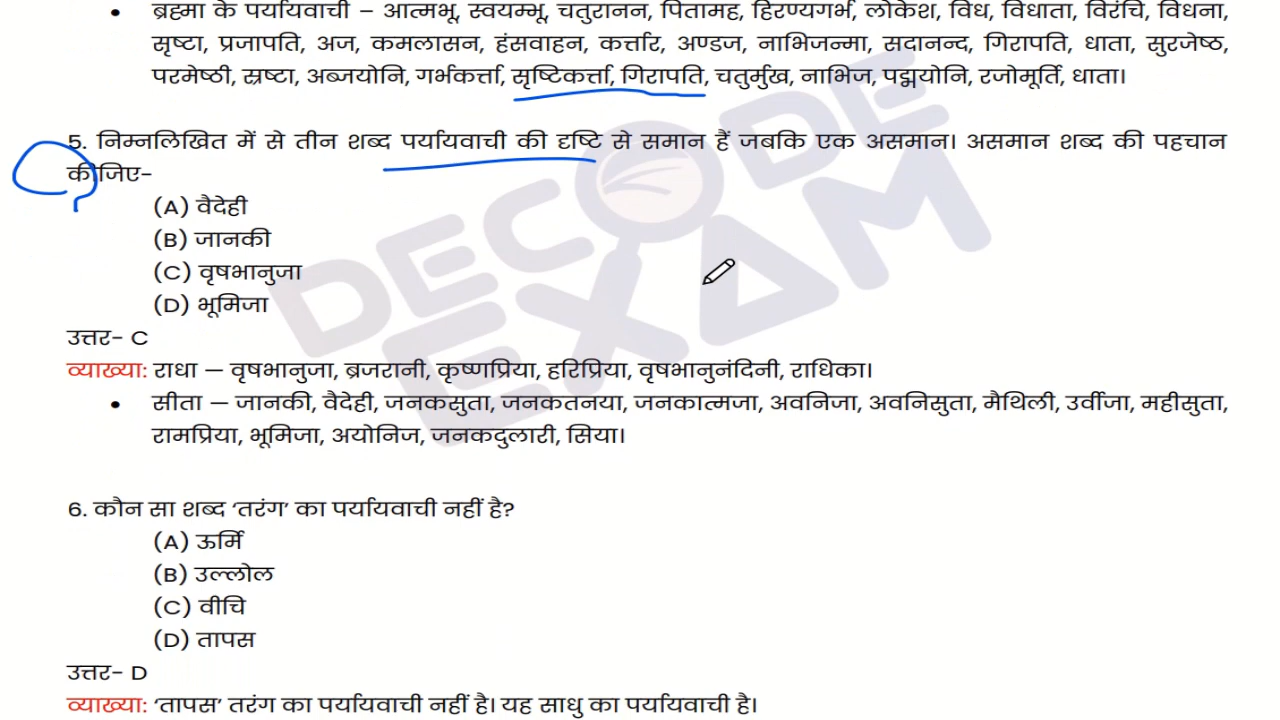 • ब्रह्मा के पर्यायवाची – आत्मभू, स्वयम्भू, चतुरानन, पितामह, हिरण्यगर्भ, लोकेश, विध, विधाता, विरंचि, विधना,
सृष्टा, प्रजापति, अज, कमलासन, हंसवाहन, कर्त्तार, अण्डज, नाभिजन्मा, सदानन्द, गिरापति, धाता, सुरजेष्ठ,
परमेष्ठी, स्रष्टा, अब्जयोनि, गर्भकर्त्ता, सृष्टिकर्त्ता, गिरापति, चतुर्मुख, नाभिज, पद्मयोनि, रजोमूर्ति, धाता।
5. निम्नलिखित में से तीन शब्द पर्यायवाची की दृष्टि से समान हैं जबकि एक असमान। असमान शब्द की पहचान
कीजिए-
(A) वैदेही
(B) जानकी
(C) वृषभानुजा
(D) भूमिजा
उत्तर- C
व्याख्या: राधा — वृषभानुजा, ब्रजरानी, कृष्णप्रिया, हरिप्रिया, वृषभानुनंदिनी, राधिका।
• सीता — जानकी, वैदेही, जनकसुता, जनकतनया, जनकात्मजा, अवनिजा, अवनिसुता, मैथिली, उर्वीजा, महीसुता,
रामप्रिया, भूमिजा, अयोनिज, जनकदुलारी, सिया।
6. कौन सा शब्द ‘तरंग’ का पर्यायवाची नहीं है?
(A) ऊर्मि
(B) उल्लोल
(C) वीचि
(D) तापस
उत्तर- D
व्याख्या: ‘तापस’ तरंग का पर्यायवाची नहीं है। यह साधु का पर्यायवाची है।
DECODE
EXAM